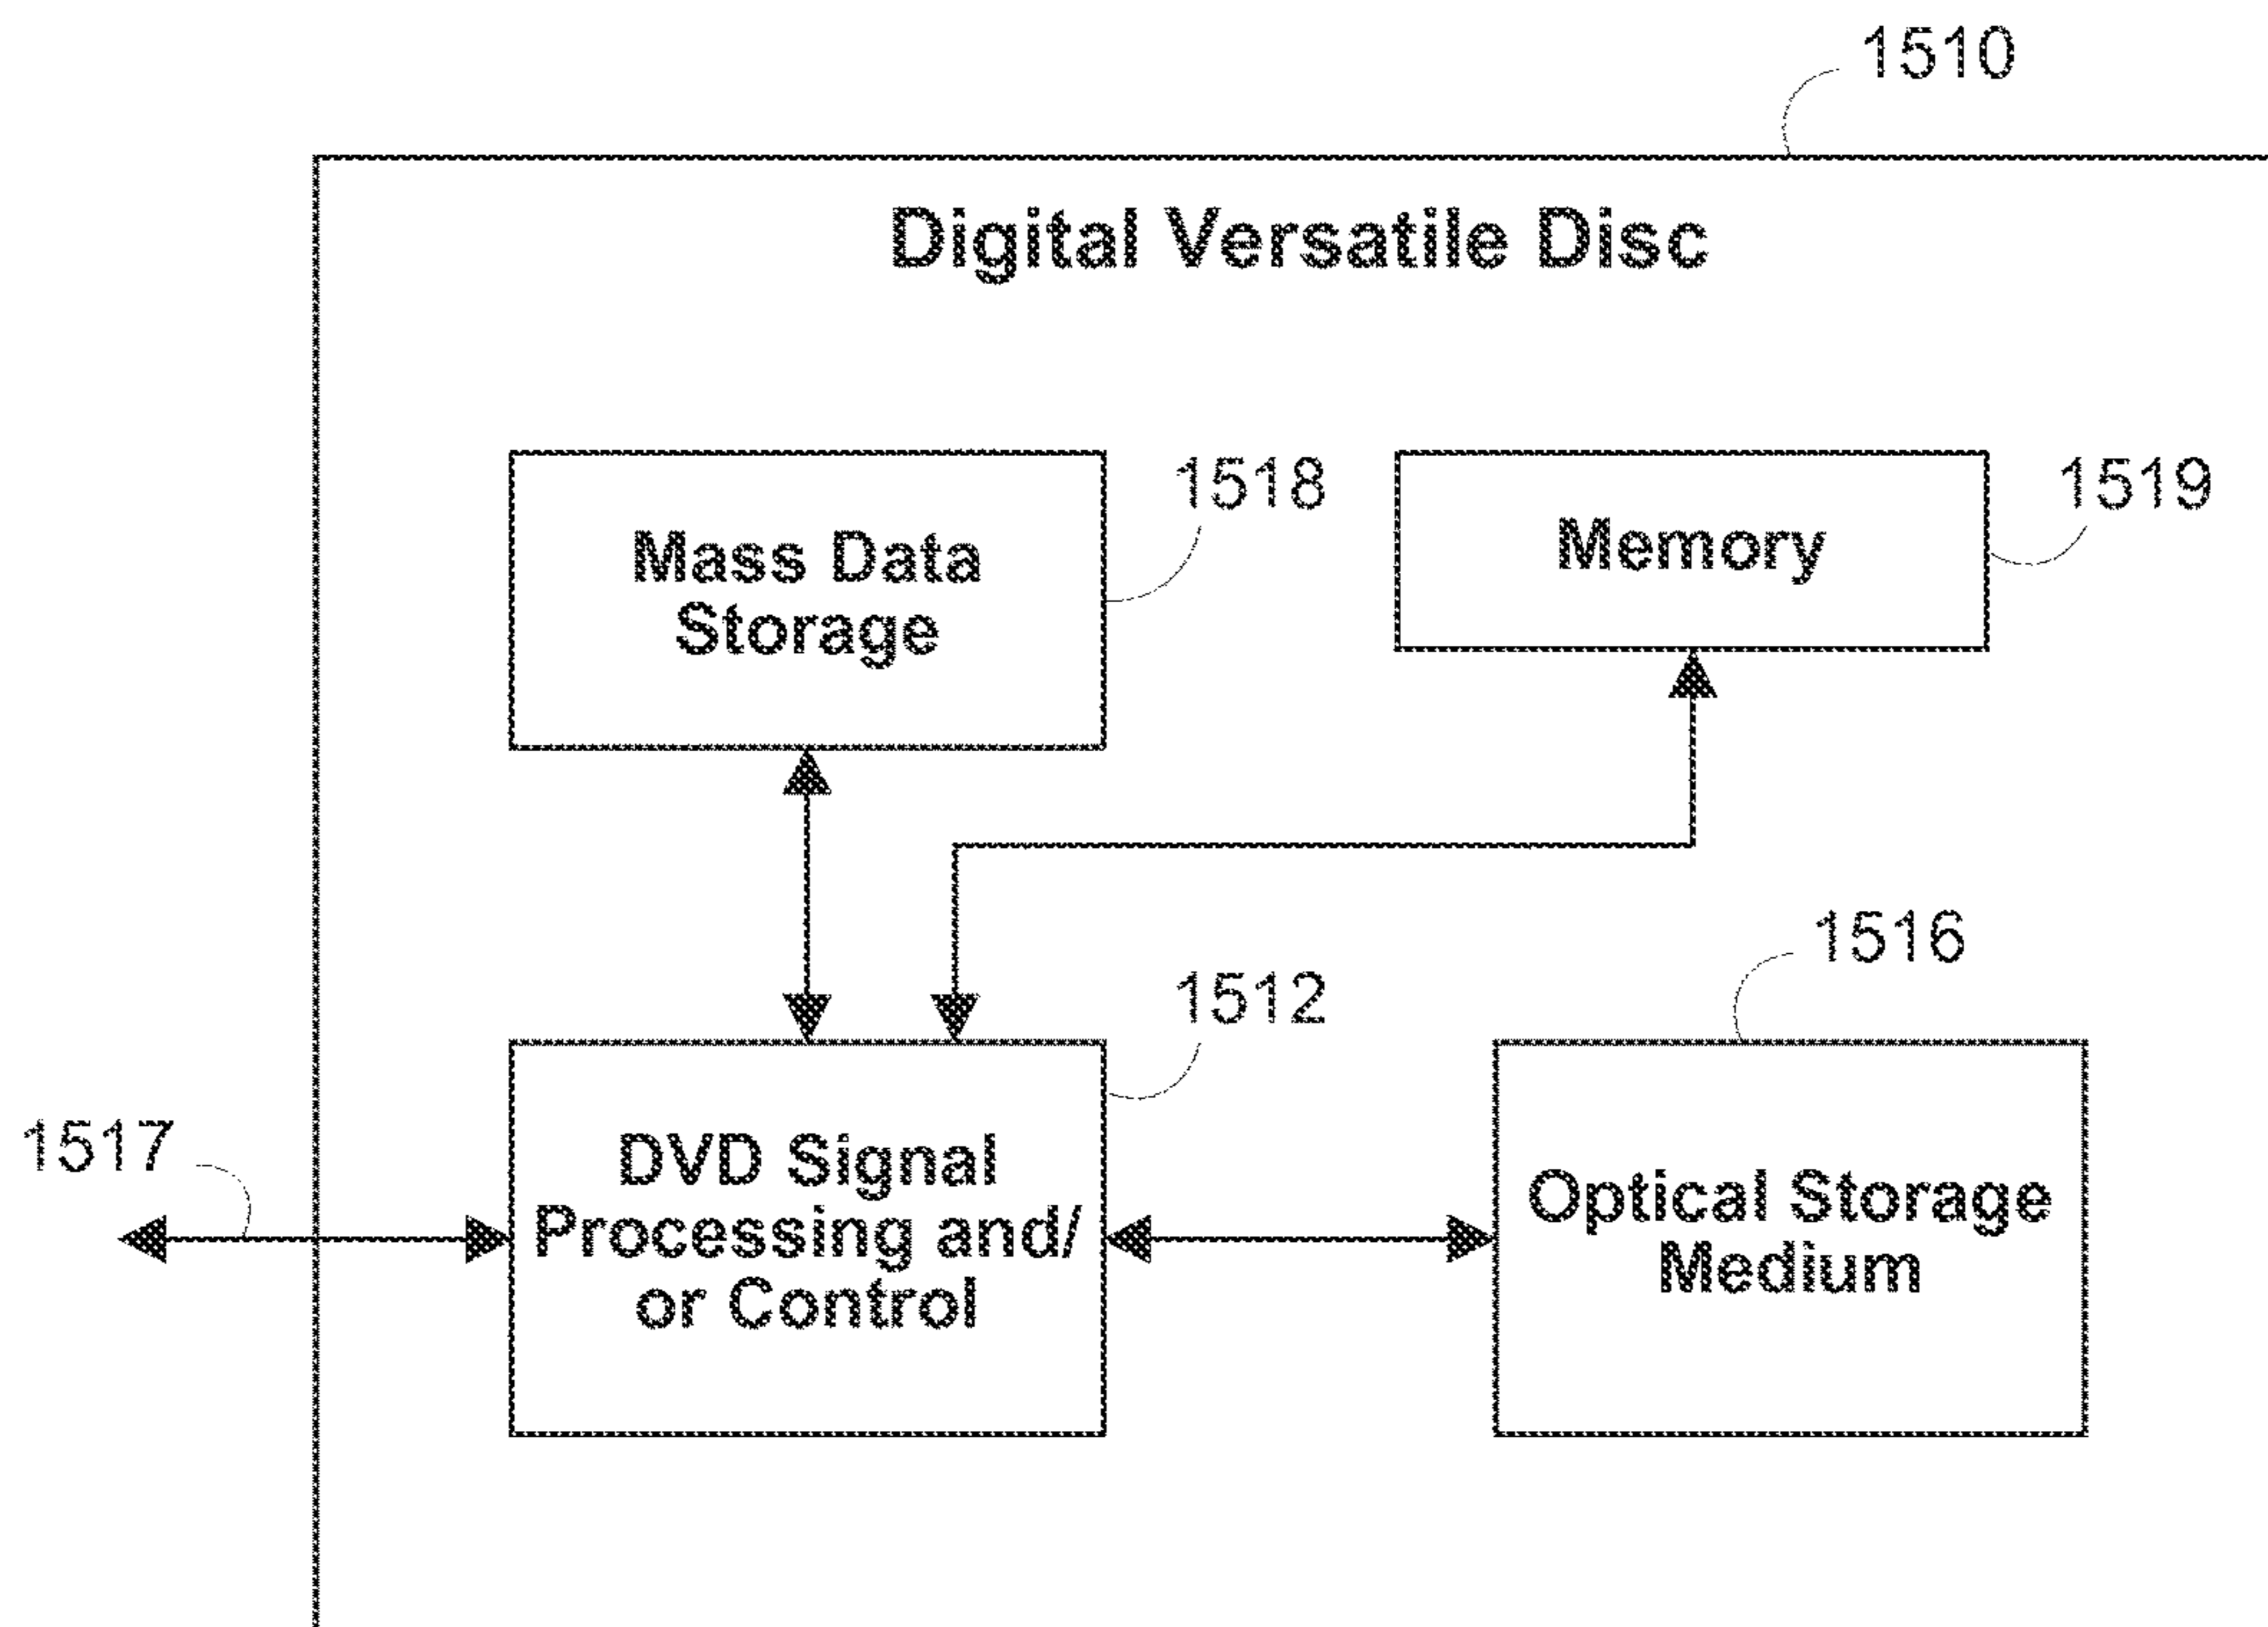 1510
Digital Versatile Disc
Mass Data
Storage
1518
Memory
1519
1517
DVD Signal
Processing and/
or Control
1512
Optical Storage
Medium
1516